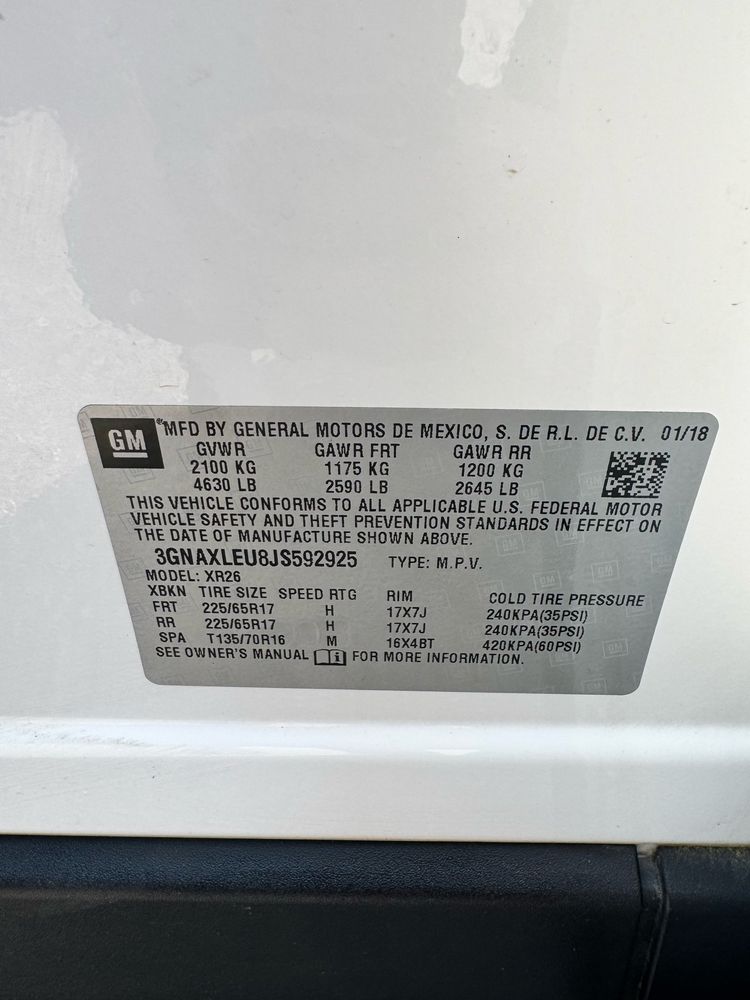 GM
® MFD BY GENERAL MOTORS DE MEXICO, S. DE R.L. DE C.V. 01/18
GVWR GAWR FRT GAWR RR
2100 KG 1175 KG 1200 KG
4630 LB 2590 LB 2645 LB
THIS VEHICLE CONFORMS TO ALL APPLICABLE U.S. FEDERAL MOTOR
VEHICLE SAFETY AND THEFT PREVENTION STANDARDS IN EFFECT ON
THE DATE OF MANUFACTURE SHOWN ABOVE.
3GNAXLEU8JS592925 TYPE: M.P.V.
MODEL: XR26
XBKN TIRE SIZE SPEED RTG RIM COLD TIRE PRESSURE
FRT 225/65R17 H 17X7J 240KPA(35PSI)
RR 225/65R17 H 17X7J 240KPA(35PSI)
SPA T135/70R16 M 16X4BT 420KPA(60PSI)
SEE OWNER'S MANUAL i FOR MORE INFORMATION.
GM